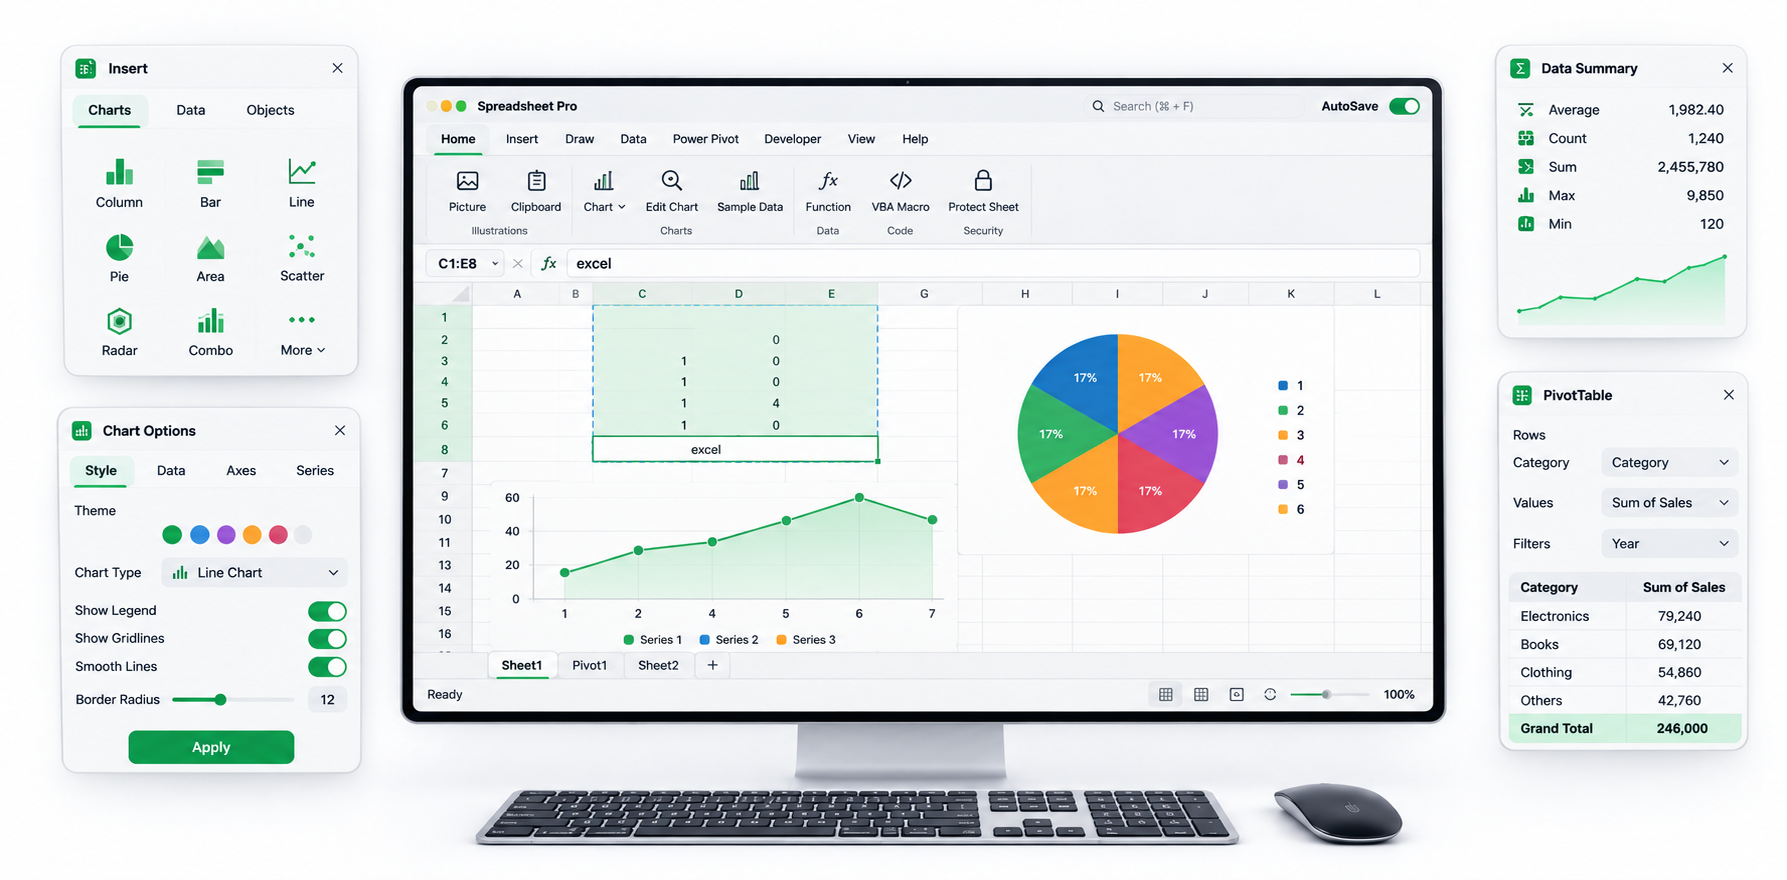 Insert
Charts Data Objects
Column Bar Line
Pie Area Scatter
Radar Combo More
Chart Options
Style Data Axes Series
Theme
Chart Type Line Chart
Show Legend
Show Gridlines
Smooth Lines
Border Radius 12
Apply
Spreadsheet Pro
Search (⌘ + F)
AutoSave
Home Insert Draw Data Power Pivot Developer View Help
Picture Clipboard Chart Edit Chart Sample Data Function VBA Macro Protect Sheet
Illustrations Charts Data Code Security
C1:E8 fx excel
A B C D E G H I J K L
1
2 0
3 1 0
4 1 0
5 1 4
6 1 0
8 excel
7
9
10
11
13
14
15
16
60
40
20
0
1 2 4 5 6 7
Series 1 Series 2 Series 3
17% 17%
17% 17%
17% 17%
1
2
3
4
5
6
Sheet1 Pivot1 Sheet2 +
Ready 100%
Data Summary
Average 1,982.40
Count 1,240
Sum 2,455,780
Max 9,850
Min 120
PivotTable
Rows
Category Category
Values Sum of Sales
Filters Year
Category Sum of Sales
Electronics 79,240
Books 69,120
Clothing 54,860
Others 42,760
Grand Total 246,000